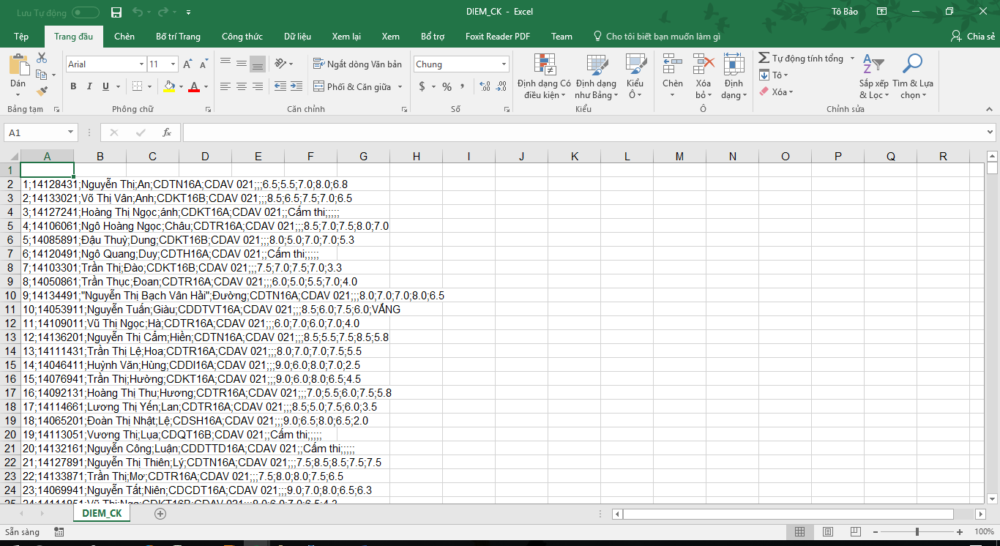 Lưu Tự động
DIEM_CK - Excel
Tô Bảo
Tệp Trang đầu Chèn Bố trí Trang Công thức Dữ liệu Xem lại Xem Bổ trợ Foxit Reader PDF Team Cho tôi biết bạn muốn làm gì Chia sẻ
Dán
Bảng tạm
Arial 11
B I U
Phông chữ
Ngắt dòng Văn bản
Phối & Căn giữa
Căn chỉnh
Chung
$ % ,
Số
Định dạng Có điều kiện
Định dạng như Bảng
Kiểu Ô
Kiểu
Chèn
Xóa bỏ
Định dạng
Ô
Tự động tính tổng
Tô
Xóa
Sắp xếp & Lọc
Tìm & Lựa chọn
Chỉnh sửa
A1 fx
A B C D E F G H I J K L M N O P Q R
1
2 1;14128431;Nguyễn Thị;An;CDTN16A;CDAV 021;;;6.5;5.5;7.0;8.0;6.8
3 2;14133021;Võ Thị Vân;Anh;CDKT16B;CDAV 021;;;8.5;6.5;7.5;7.0;6.5
4 3;14127241;Hoàng Thị Ngọc;ánh;CDKT16A;CDAV 021;;Cấm thi;;;;;
5 4;14106061;Ngô Hoàng Ngọc;Châu;CDTR16A;CDAV 021;;;8.5;7.0;7.5;8.0;7.0
6 5;14085891;Đậu Thuỳ;Dung;CDKT16B;CDAV 021;;;8.0;5.0;7.0;7.0;5.3
7 6;14120491;Ngô Quang;Duy;CDTH16A;CDAV 021;;Cấm thi;;;;;
8 7;14103301;Trần Thị;Đào;CDKT16B;CDAV 021;;;7.5;7.0;7.5;7.0;3.3
9 8;14050861;Trần Thục;Đoan;CDTR16A;CDAV 021;;;6.0;5.0;5.5;7.0;4.0
10 9;14134491;"Nguyễn Thị Bạch Vân Hải";Đường;CDTN16A;CDAV 021;;;8.0;7.0;7.0;8.0;6.5
11 10;14053911;Nguyễn Tuấn;Giàu;CDDTVT16A;CDAV 021;;;8.5;6.0;7.5;6.0;VẮNG
12 11;14109011;Vũ Thị Ngọc;Hà;CDTR16A;CDAV 021;;;6.0;7.0;6.0;7.0;4.0
13 12;14136201;Nguyễn Thị Cẩm;Hiền;CDTN16A;CDAV 021;;;8.5;5.5;7.5;8.5;5.8
14 13;14111431;Trần Thị Lệ;Hoa;CDTR16A;CDAV 021;;;8.0;7.0;7.0;7.5;5.5
15 14;14046411;Huỳnh Văn;Hùng;CDDI16A;CDAV 021;;;9.0;6.0;8.0;7.0;2.5
16 15;14076941;Trần Thị;Hường;CDKT16A;CDAV 021;;;9.0;6.0;8.0;6.5;4.5
17 16;14092131;Hoàng Thị Thu;Hương;CDTR16A;CDAV 021;;;7.0;5.5;6.0;7.5;5.8
18 17;14114661;Lương Thị Yến;Lan;CDTR16A;CDAV 021;;;8.5;5.0;7.5;6.0;3.5
19 18;14065201;Đoàn Thị Nhật;Lệ;CDSH16A;CDAV 021;;;9.0;6.5;8.0;6.5;2.0
20 19;14113051;Vương Thị;Lụa;CDQT16B;CDAV 021;;Cấm thi;;;;;
21 20;14132161;Nguyễn Công;Luận;CDDTTD16A;CDAV 021;;Cấm thi;;;;;
22 21;14127891;Nguyễn Thị Thiên;Lý;CDTN16A;CDAV 021;;;7.5;8.5;8.5;7.5;7.5
23 22;14133871;Trần Thị;Mơ;CDTR16A;CDAV 021;;;7.5;8.0;8.0;7.5;6.5
24 23;14069941;Nguyễn Tất;Niên;CDCDT16A;CDAV 021;;;9.0;7.0;8.0;6.5;6.3
DIEM_CK
Sẵn sàng
100%